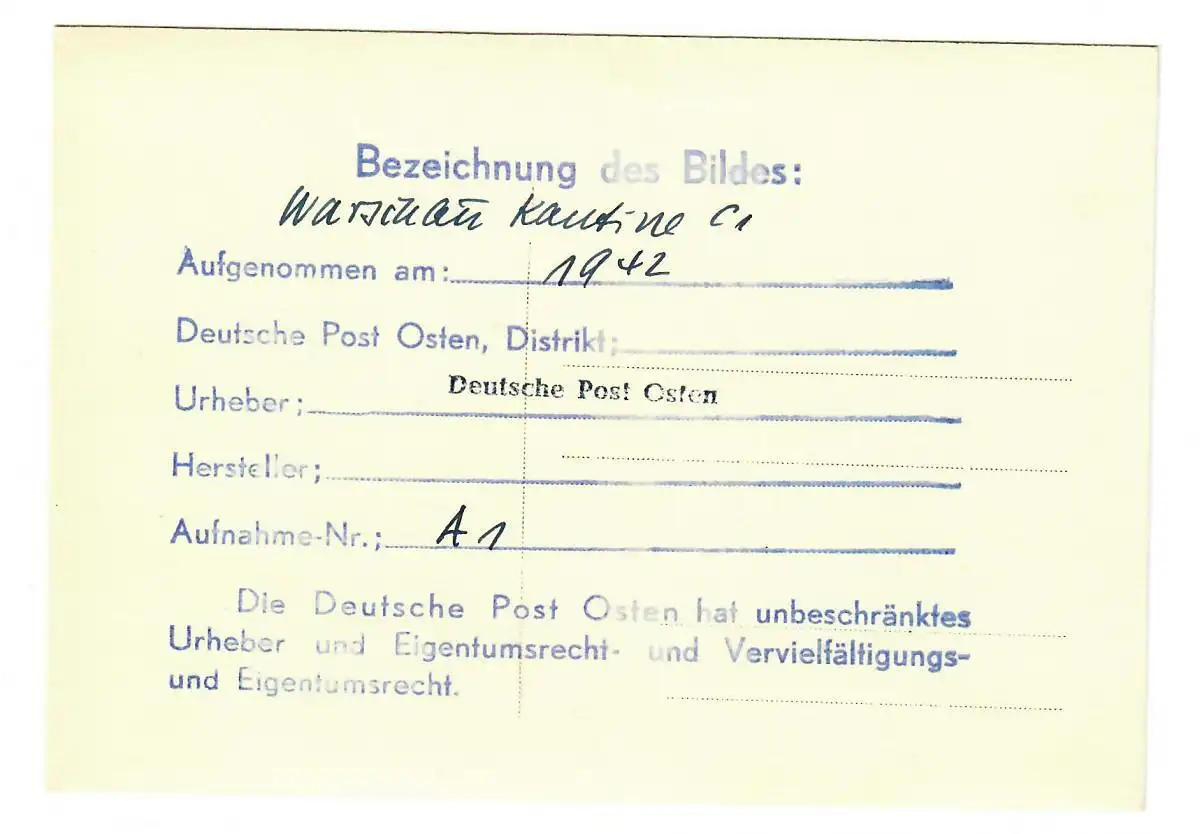 Bezeichnung des Bildes:
Warschau Kantine C1
Aufgenommen am: 1942
Deutsche Post Osten, Distrikt;
Deutsche Post Osten
Urheber;
Hersteller;
Aufnahme-Nr.; A1
Die Deutsche Post Osten hat unbeschränktes
Urheber und Eigentumsrecht- und Vervielfältigungs-
und Eigentumsrecht.